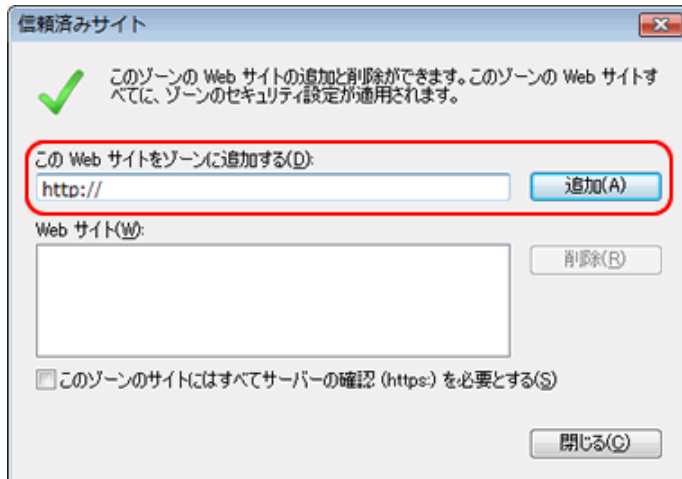 信頼済みサイト
このゾーンの Web サイトの追加と削除ができます。このゾーンの Web サイトす
べてに、ゾーンのセキュリティ設定が適用されます。
この Web サイトをゾーンに追加する(D):
http://
追加(A)
Web サイト(W):
削除(R)
このゾーンのサイトにはすべてサーバーの確認 (https:) を必要とする(S)
閉じる(C)